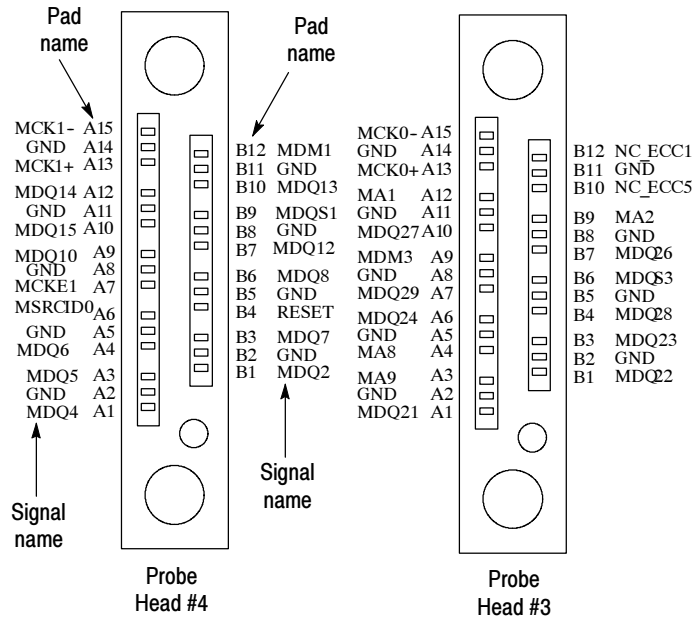 Pad
name
MCK1- A15
GND A14
MCK1+ A13
MDQ14 A12
GND A11
MDQ15 A10
MDQ10 A9
GND A8
MCKE1 A7
MSRCID0 A6
GND A5
MDQ6 A4
MDQ5 A3
GND A2
MDQ4 A1
Signal
name
Pad
name
B12 MDM1
B11 GND
B10 MDQ13
B9 MDQS1
B8 GND
B7 MDQ12
B6 MDQ8
B5 GND
B4 RESET
B3 MDQ7
B2 GND
B1 MDQ2
Signal
name
Probe
Head #4
MCK0- A15
GND A14
MCK0+ A13
MA1 A12
GND A11
MDQ27 A10
MDM3 A9
GND A8
MDQ29 A7
MDQ24 A6
GND A5
MA8 A4
MA9 A3
GND A2
MDQ21 A1
B12 NC_ECC1
B11 GND
B10 NC_ECC5
B9 MA2
B8 GND
B7 MDQ26
B6 MDQS3
B5 GND
B4 MDQ28
B3 MDQ23
B2 GND
B1 MDQ22
Probe
Head #3